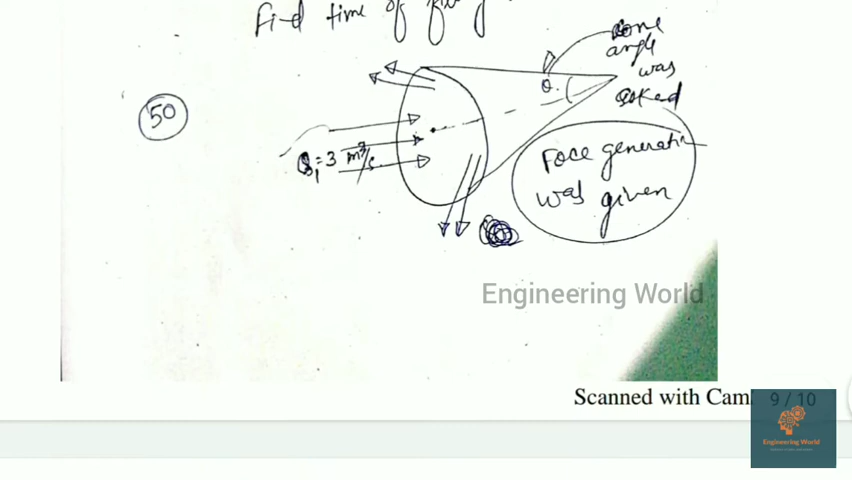 Find time of
50
cone
angle
was
asked
θ.
Q₁=3 m³/s
Foce generation
was given
Engineering World
Scanned with Cam
9 / 10
Engineering World